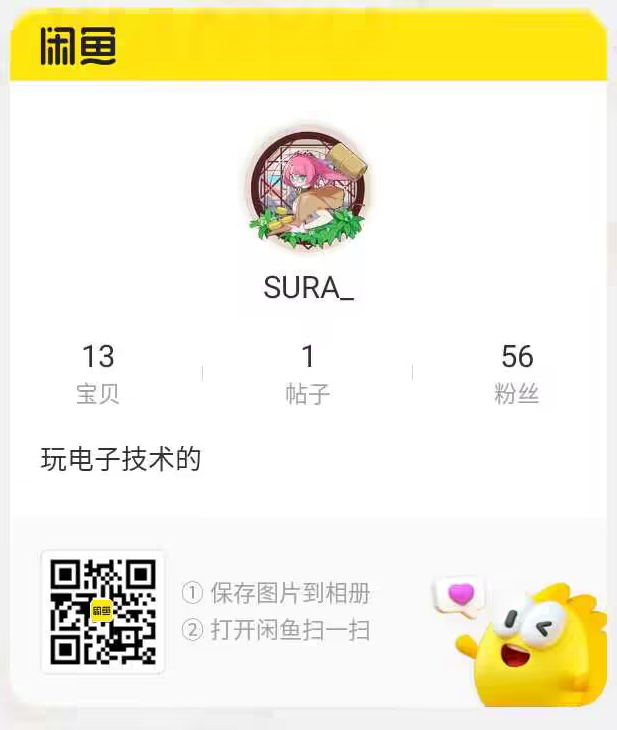 闲鱼
SURA_
13
宝贝
1
帖子
56
粉丝
玩电子技术的
闲鱼
① 保存图片到相册
② 打开闲鱼扫一扫